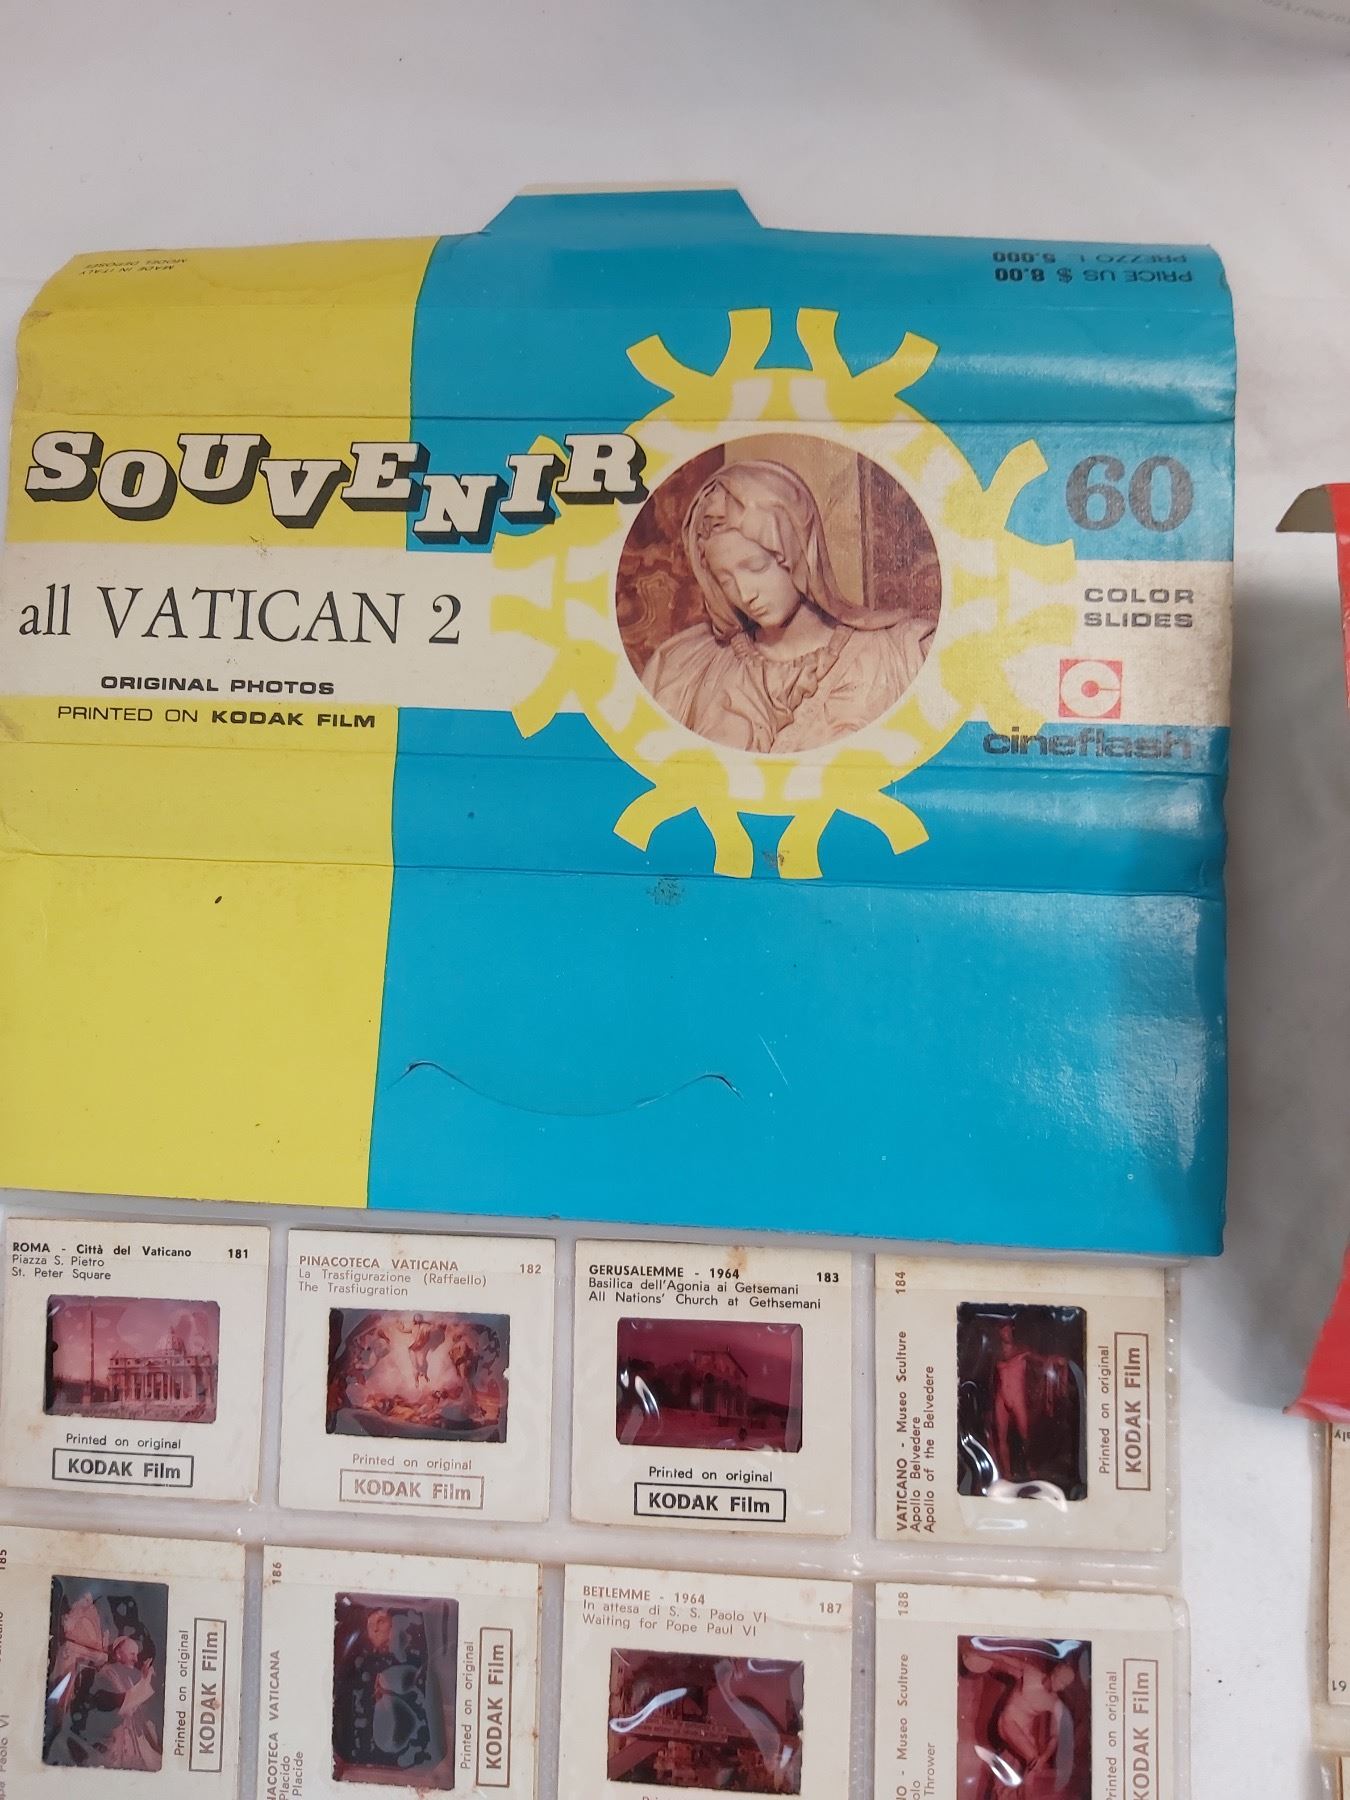 MADE IN ITALY
MODEL DEPOSEE
PREZZO L. 5.000
PRICE US $ 8.00
SOUVENIR
60
all VATICAN 2
COLOR
SLIDES
ORIGINAL PHOTOS
PRINTED ON KODAK FILM
cineflash
ROMA - Città del Vaticano 181
Piazza S. Pietro
St. Peter Square
Printed on original
KODAK Film
PINACOTECA VATICANA 182
La Trasfigurazione (Raffaello)
The Trasfiugration
Printed on original
KODAK Film
GERUSALEMME - 1964 183
Basilica dell'Agonia ai Getsemani
All Nations' Church at Gethsemani
Printed on original
KODAK Film
184
VATICANO - Museo Sculture
Apollo Belvedere
Apollo of the Belvedere
Printed on original
KODAK Film
185
Paolo VI
Printed on original
KODAK Film
186
VATICANA
Placido
Placide
Printed on original
KODAK Film
BETLEMME - 1964 187
In attesa di S. S. Paolo VI
Waiting for Pope Paul VI
188
- Museo Sculture
Thrower
Printed on original
KODAK Film
61